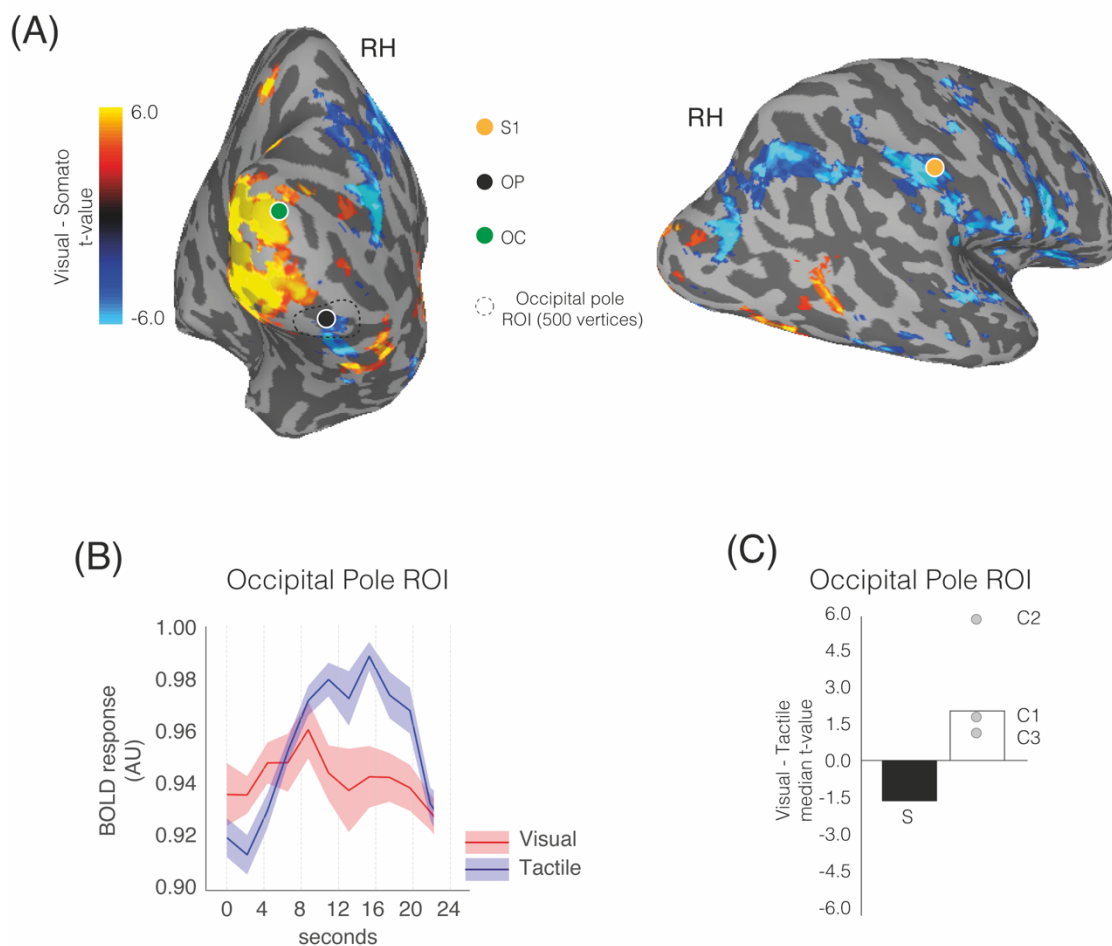 (A)
RH
6.0
-6.0
Visual - Somato
t-value
S1
OP
OC
Occipital pole
ROI (500 vertices)
RH
(B)
Occipital Pole ROI
1.00
0.98
0.96
0.94
0.92
0.90
BOLD response
(AU)
0 4 8 12 16 20 24
seconds
Visual
Tactile
(C)
Occipital Pole ROI
6.0
4.5
3.0
1.5
0.0
-1.5
-3.0
-4.5
-6.0
Visual - Tactile
median t-value
S
C2
C1
C3